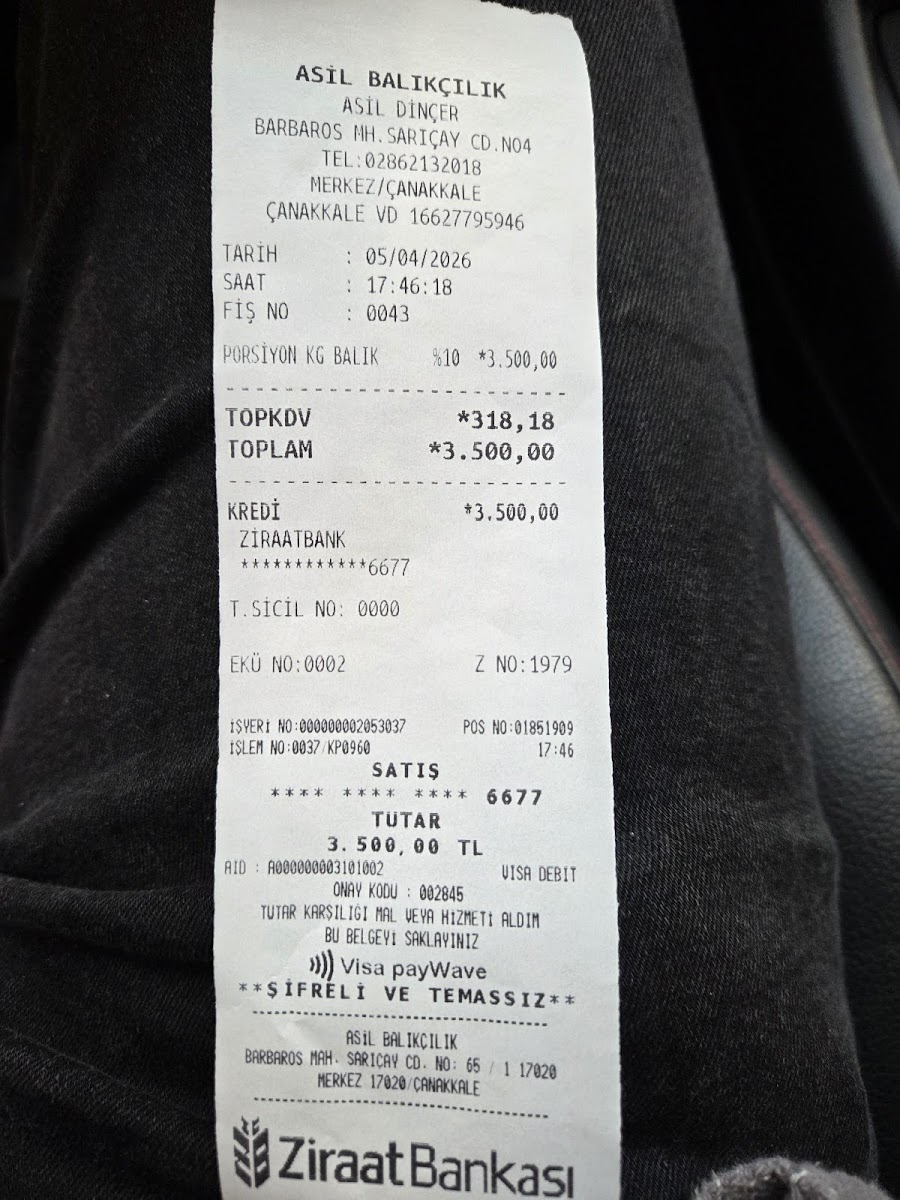 ASİL BALIKÇILIK
ASİL DİNÇER
BARBAROS MH.SARIÇAY CD.NO4
TEL:02862132018
MERKEZ/ÇANAKKALE
ÇANAKKALE VD 16627795946
TARİH : 05/04/2026
SAAT : 17:46:18
FİŞ NO : 0043
PORSİYON KG BALIK %10 *3.500,00
TOPKDV *318,18
TOPLAM *3.500,00
KREDİ *3.500,00
ZİRAATBANK
************6677
T.SİCİL NO: 0000
EKÜ NO:0002 Z NO:1979
İŞYERİ NO:000000002053037 POS NO:01851909
İŞLEM NO:0037/KP0960 17:46
SATIŞ
**** **** **** 6677
TUTAR
3.500,00 TL
AID : A000000003101002 VISA DEBIT
ONAY KODU : 002845
TUTAR KARŞILIĞI MAL VEYA HİZMETİ ALDIM
BU BELGEYİ SAKLAYINIZ
Visa payWave
**ŞİFRELİ VE TEMASSIZ**
ASİL BALIKÇILIK
BARBAROS MAH. SARIÇAY CD. NO: 65 / 1 17020
MERKEZ 17020/ÇANAKKALE
ZiraatBankası